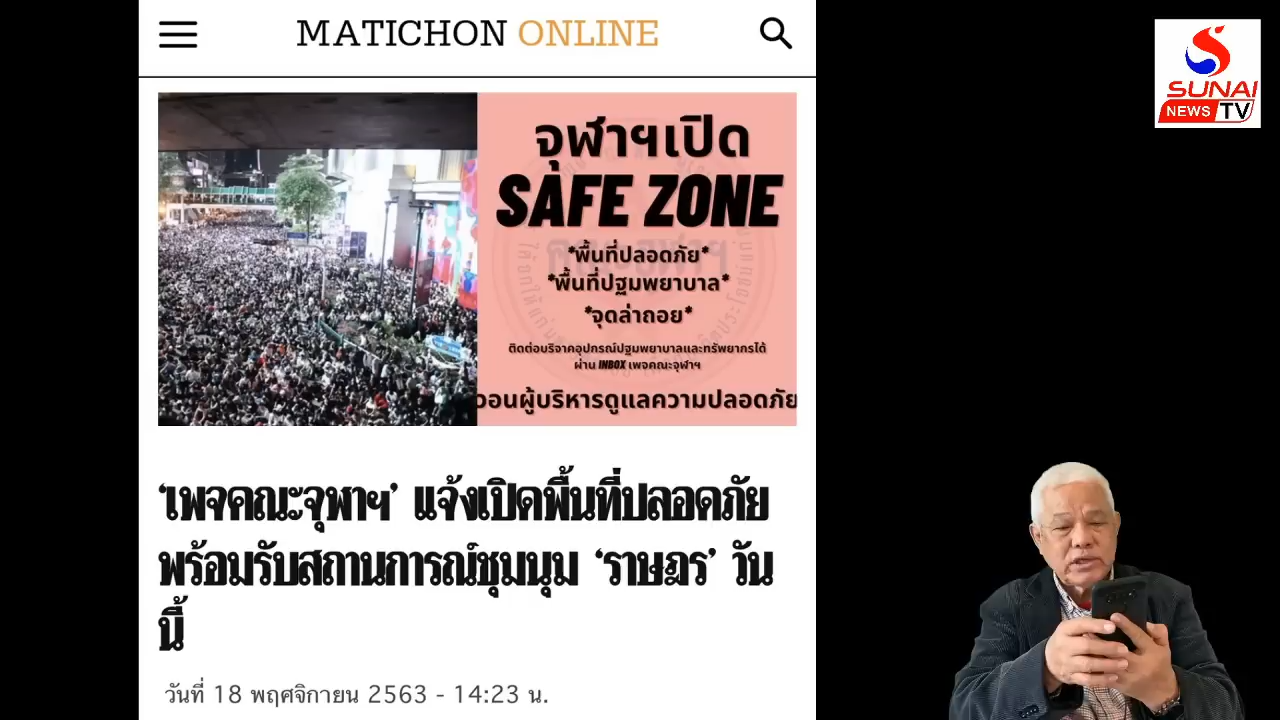 MATICHON ONLINE
SUNAI
NEWS TV
จุฬาฯเปิด
SAFE ZONE
*พื้นที่ปลอดภัย*
*พื้นที่ปฐมพยาบาล*
*จุดล่าถอย*
ติดต่อบริจาคอุปกรณ์ปฐมพยาบาลและทรัพยากรได้
ผ่าน INBOX เพจคณะจุฬาฯ
วอนผู้บริหารดูแลความปลอดภัย
‘เพจคณะจุฬาฯ’ แจ้งเปิดพื้นที่ปลอดภัย
พร้อมรับสถานการณ์ชุมนุม ‘ราษฎร’ วัน
นี้
วันที่ 18 พฤศจิกายน 2563 - 14:23 น.